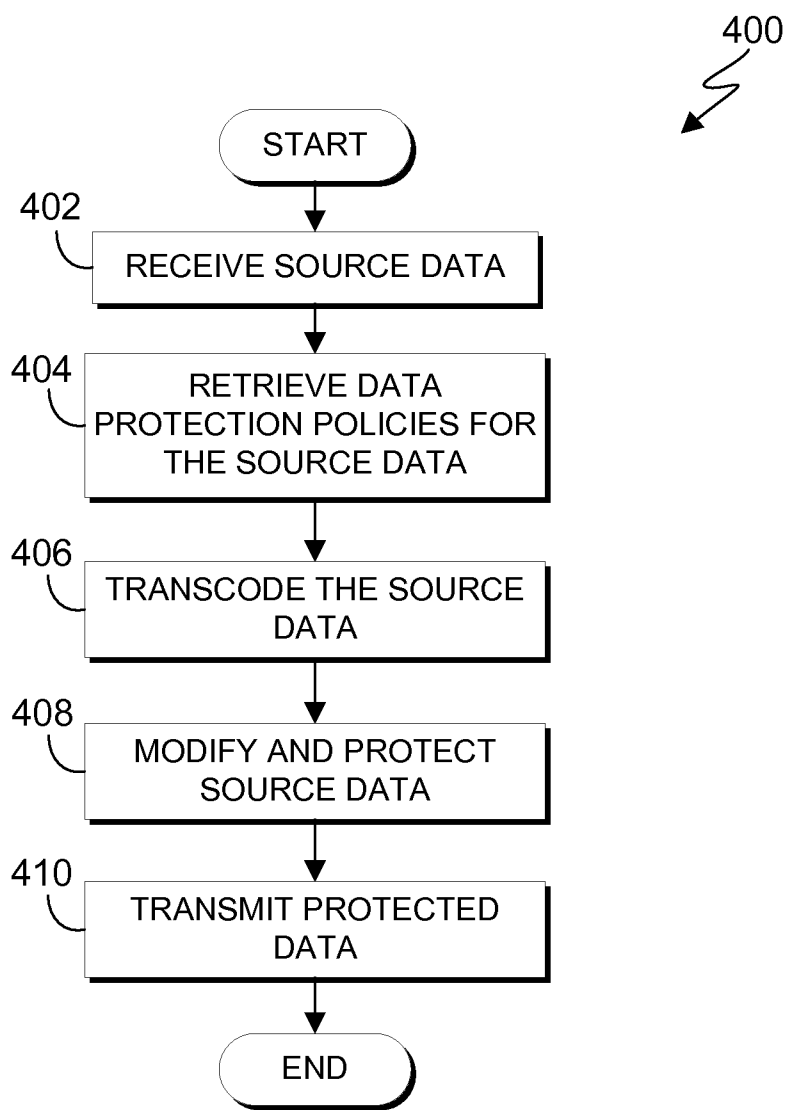 400
START
402
RECEIVE SOURCE DATA
404
RETRIEVE DATA
PROTECTION POLICIES FOR
THE SOURCE DATA
406
TRANSCODE THE SOURCE
DATA
408
MODIFY AND PROTECT
SOURCE DATA
410
TRANSMIT PROTECTED
DATA
END